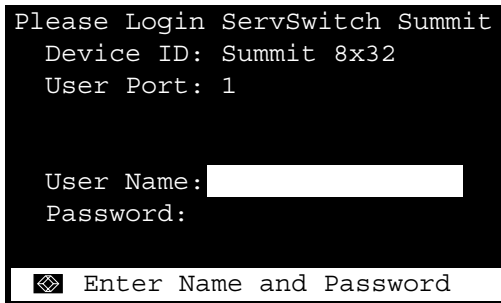 Please Login ServSwitch Summit
Device ID: Summit 8x32
User Port: 1
User Name:
Password:
Enter Name and Password